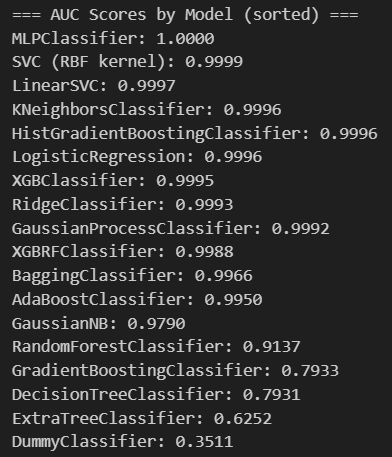 === AUC Scores by Model (sorted) ===
MLPClassifier: 1.0000
SVC (RBF kernel): 0.9999
LinearSVC: 0.9997
KNeighborsClassifier: 0.9996
HistGradientBoostingClassifier: 0.9996
LogisticRegression: 0.9996
XGBClassifier: 0.9995
RidgeClassifier: 0.9993
GaussianProcessClassifier: 0.9992
XGBRFClassifier: 0.9988
BaggingClassifier: 0.9966
AdaBoostClassifier: 0.9950
GaussianNB: 0.9790
RandomForestClassifier: 0.9137
GradientBoostingClassifier: 0.7933
DecisionTreeClassifier: 0.7931
ExtraTreeClassifier: 0.6252
DummyClassifier: 0.3511